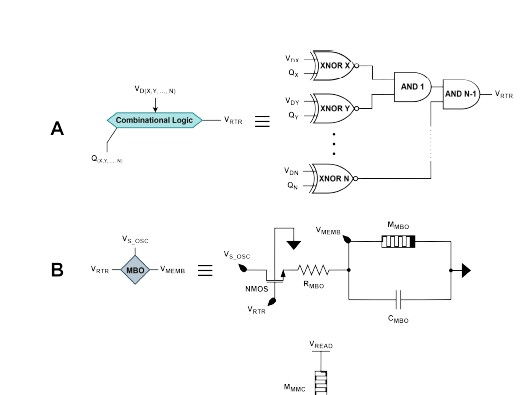 A
V_D(X,Y, ..., N)
Combinational Logic
V_RTR
Q_(X,Y, ..., N)
V_DX
Q_X
XNOR X
V_DY
Q_Y
XNOR Y
V_DN
Q_N
XNOR N
AND 1
AND N-1
V_RTR
B
V_S_OSC
V_RTR
MBO
V_MEMB
V_S_OSC
NMOS
V_RTR
R_MBO
V_MEMB
M_MBO
C_MBO
V_READ
M_MMC